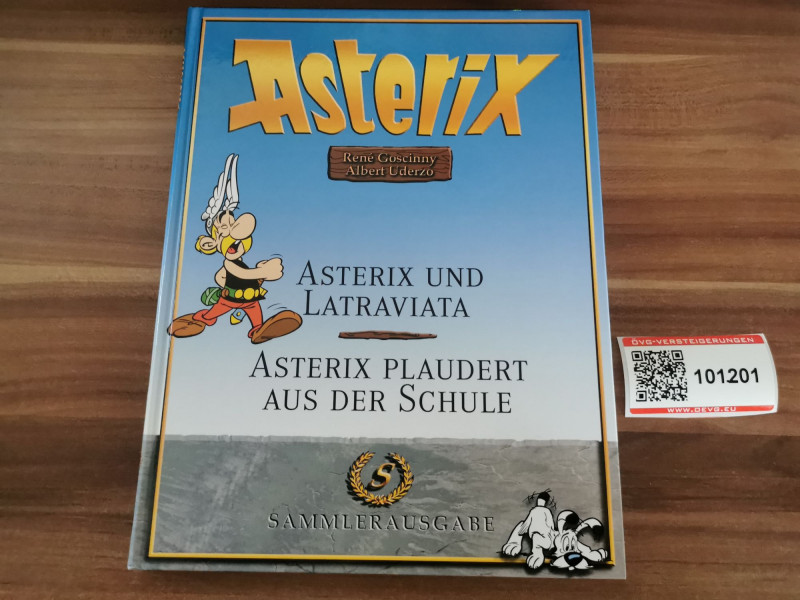 Asterix
René Goscinny
Albert Uderzo
ASTERIX UND
LATRAVIATA
ASTERIX PLAUDERT
AUS DER SCHULE
S
SAMMLERAUSGABE
ÖVG-VERSTEIGERUNGEN
101201
WWW.OEVG.EU